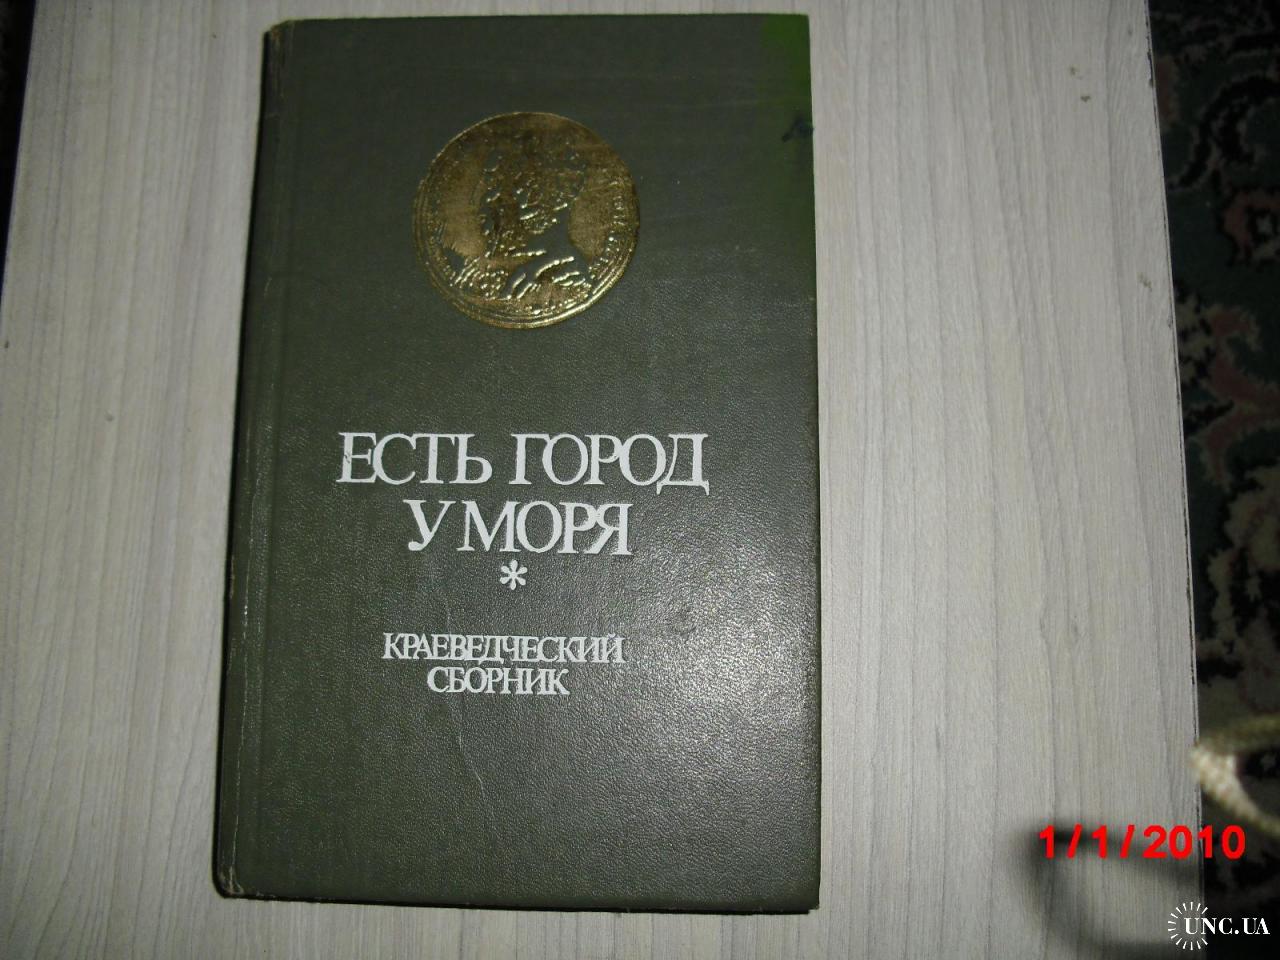 ЕСТЬ ГОРОД
У МОРЯ
*
КРАЕВЕДЧЕСКИЙ
СБОРНИК
1/1/2010
UNC.UA